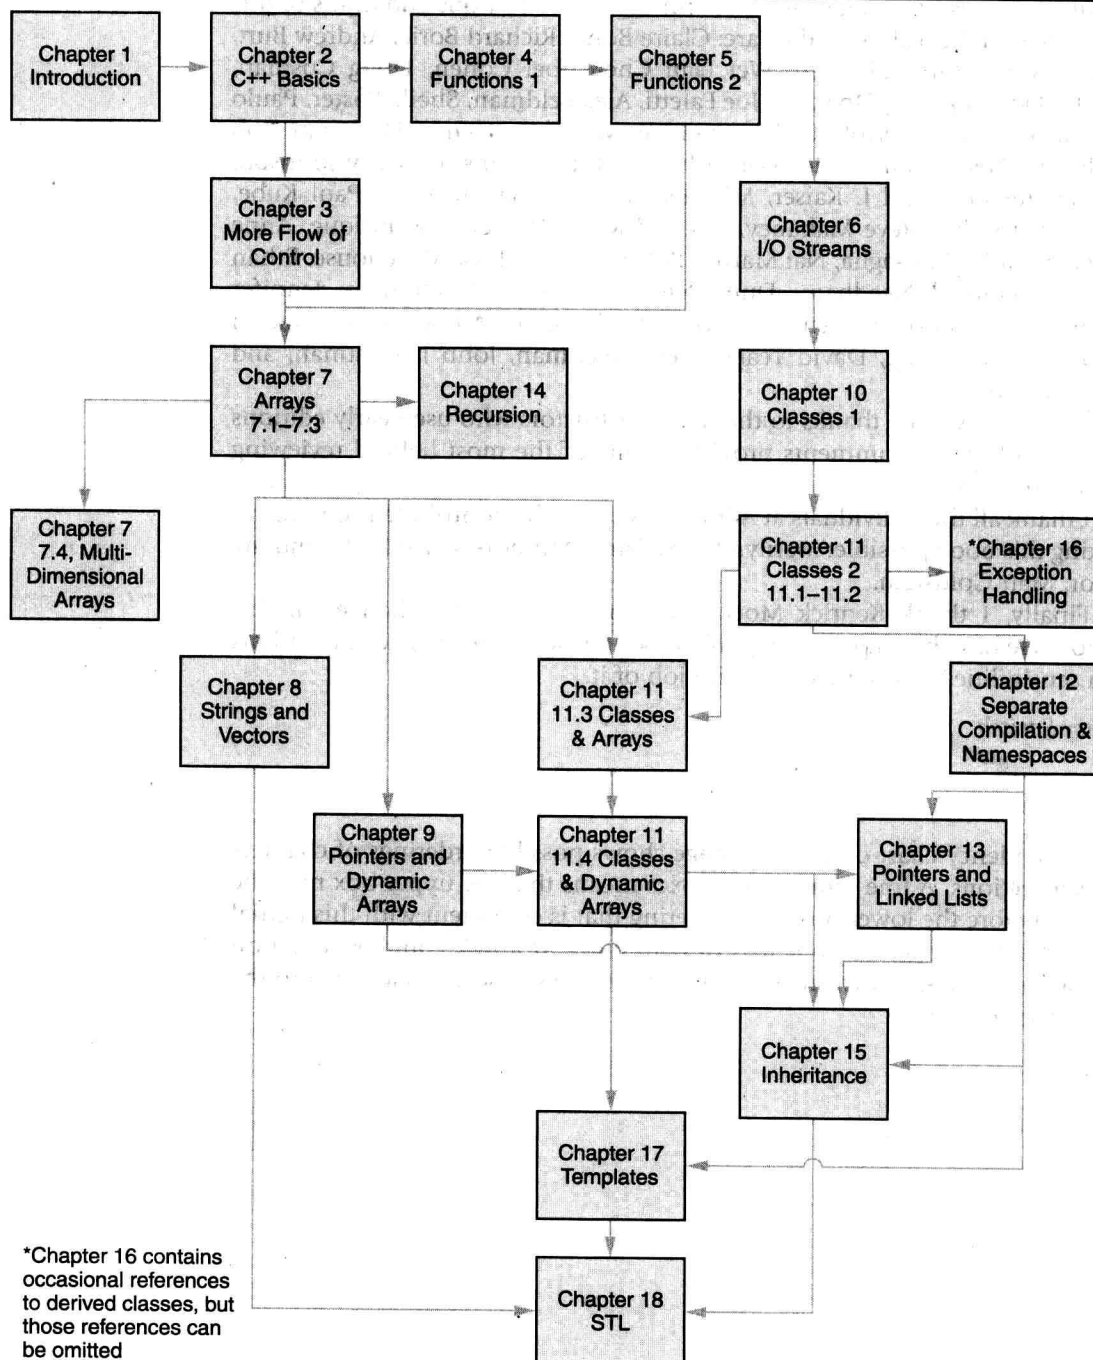 Chapter 1
Introduction
Chapter 2
C++ Basics
Chapter 4
Functions 1
Chapter 5
Functions 2
Chapter 3
More Flow of
Control
Chapter 6
I/O Streams
Chapter 7
Arrays
7.1–7.3
Chapter 14
Recursion
Chapter 10
Classes 1
Chapter 7
7.4, Multi-
Dimensional
Arrays
Chapter 11
Classes 2
11.1–11.2
*Chapter 16
Exception
Handling
Chapter 8
Strings and
Vectors
Chapter 11
11.3 Classes
& Arrays
Chapter 12
Separate
Compilation &
Namespaces
Chapter 9
Pointers and
Dynamic
Arrays
Chapter 11
11.4 Classes
& Dynamic
Arrays
Chapter 13
Pointers and
Linked Lists
Chapter 15
Inheritance
Chapter 17
Templates
Chapter 18
STL
*Chapter 16 contains
occasional references
to derived classes, but
those references can
be omitted